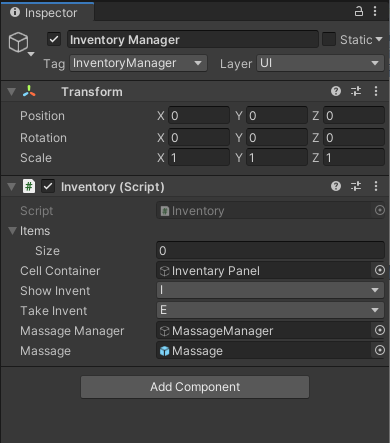 Inspector
Inventory Manager Static
Tag InventoryManager Layer UI
Transform
Position X 0 Y 0 Z 0
Rotation X 0 Y 0 Z 0
Scale X 1 Y 1 Z 1
# Inventory (Script)
Script # Inventory
Items
Size 0
Cell Container Inventary Panel
Show Invent I
Take Invent E
Massage Manager MassageManager
Massage Massage
Add Component